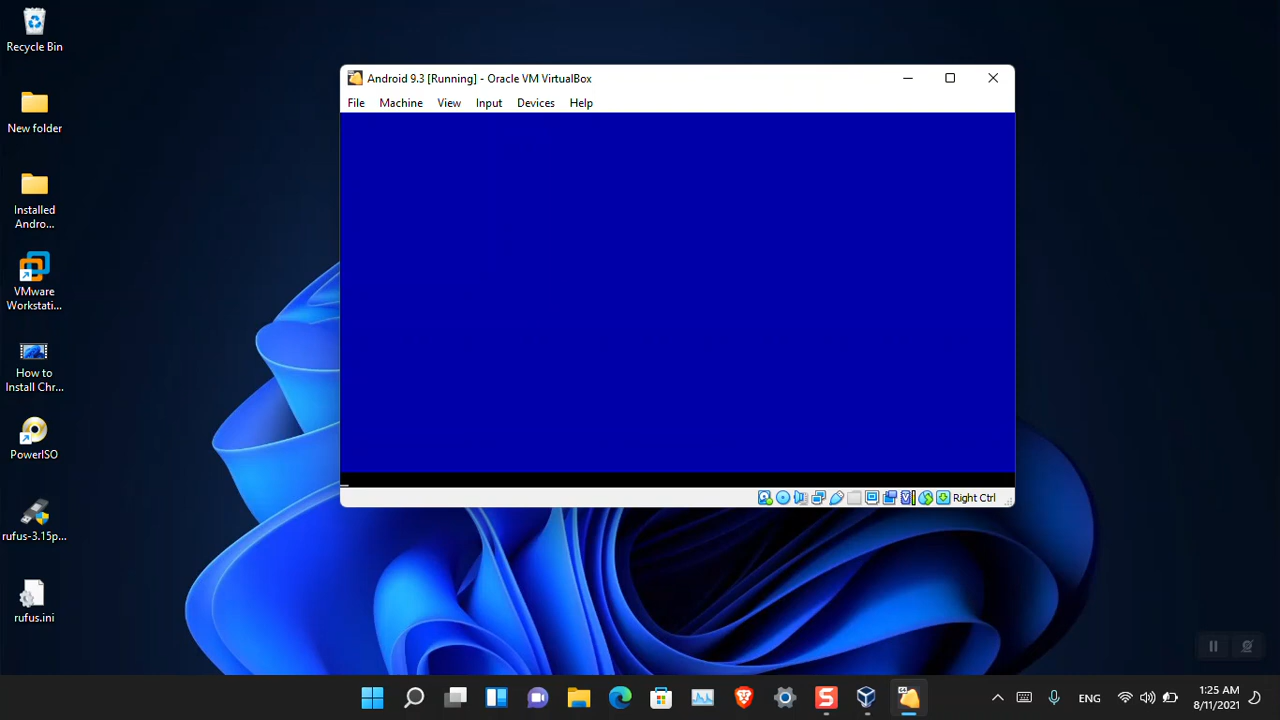 Recycle Bin
New folder
Installed
Andro...
VMware
Workstati...
How to
Install Chr...
PowerISO
rufus-3.15p...
rufus.ini
Android 9.3 [Running] - Oracle VM VirtualBox
File Machine View Input Devices Help
Right Ctrl
ENG
1:25 AM
8/11/2021